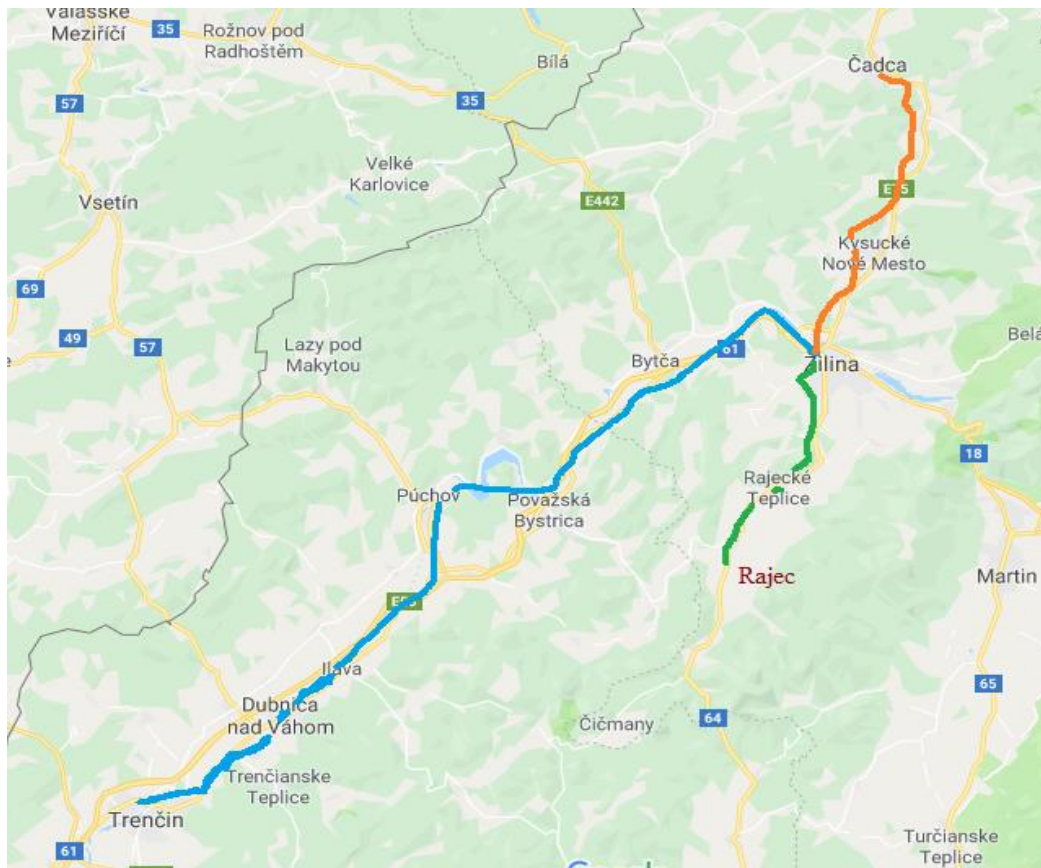 Valašské
Meziříčí
35
Rožnov pod
Radhoštěm
Bílá
Čadca
57
35
Velké
Karlovice
E75
Vsetín
E442
Kysucké
Nové Mesto
69
49
57
Lazy pod
Makytou
Bytča
61
Žilina
Belá
18
Púchov
Považská
Bystrica
Rajecké
Teplice
Rajec
Martin
Ilava
65
Dubnica
nad Váhom
Čičmany
64
Trenčianske
Teplice
Trenčín
61
Turčianske
Teplice